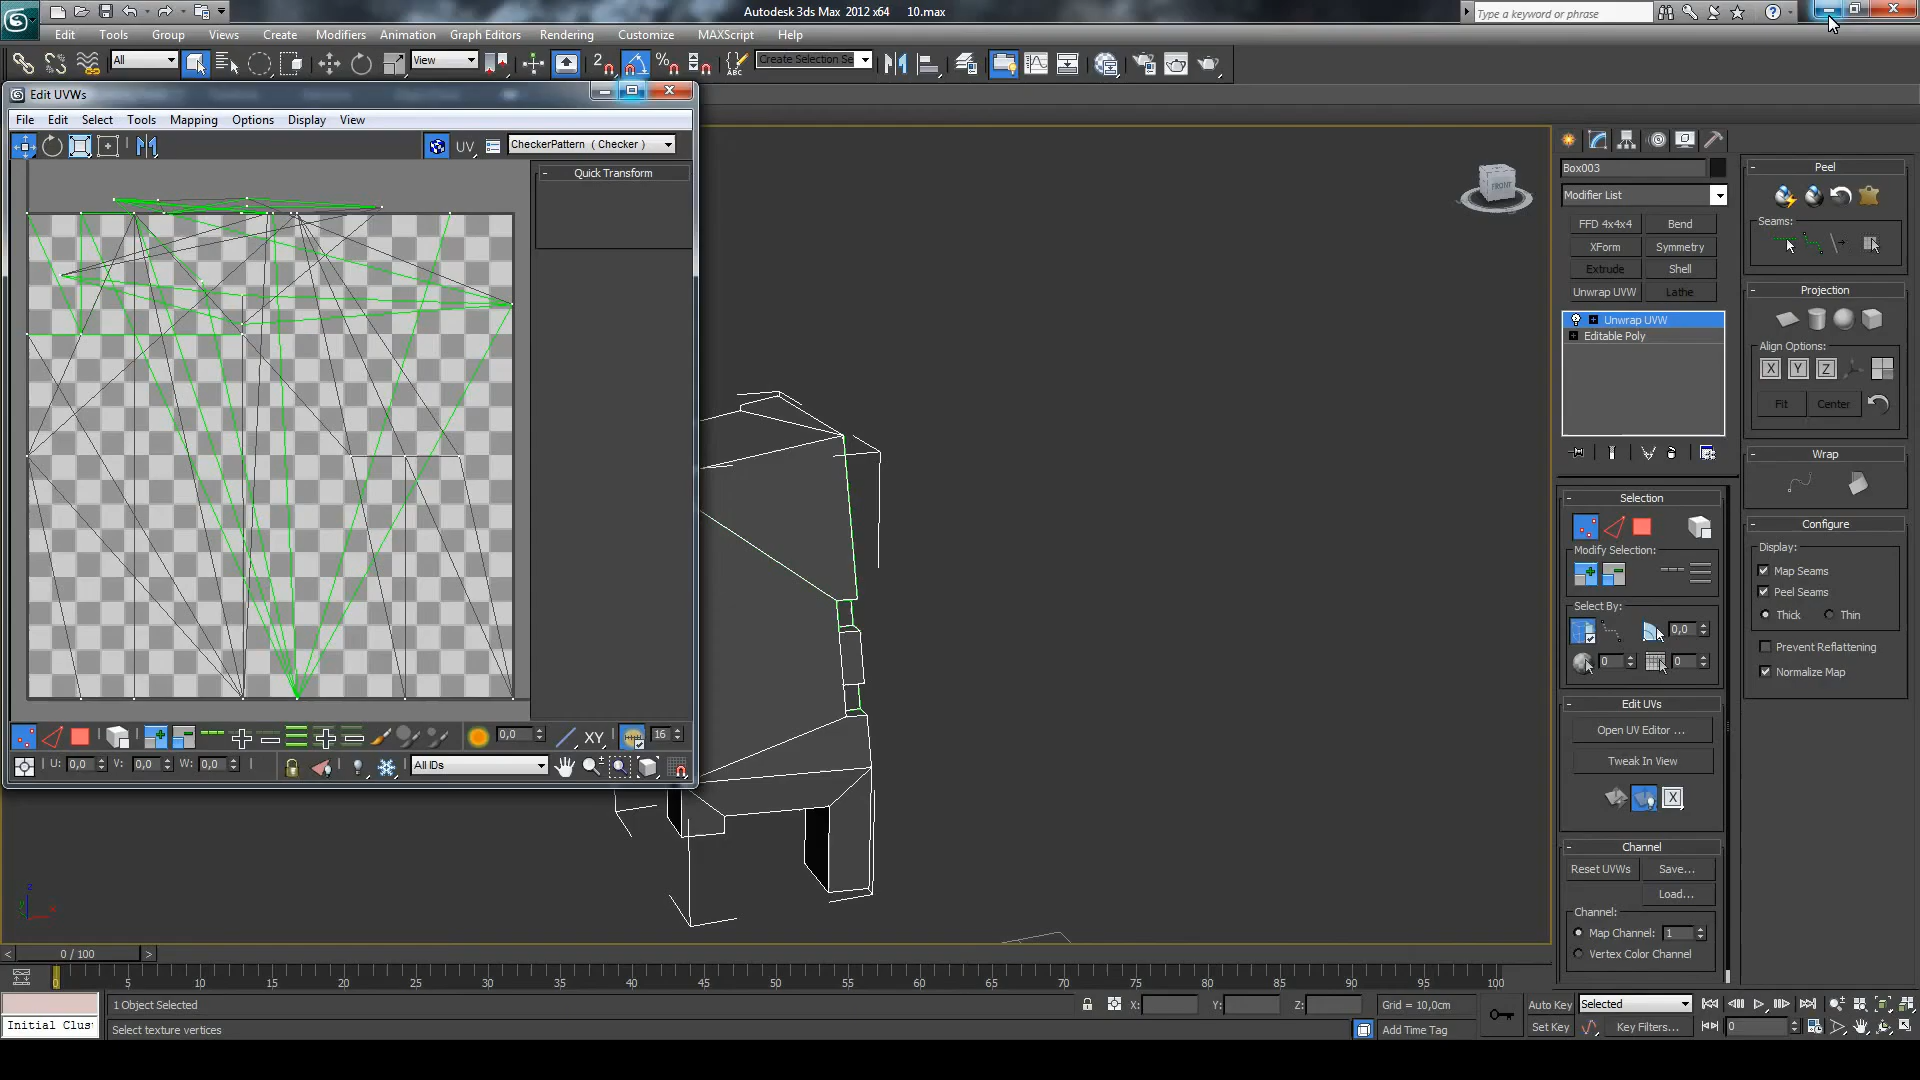 Autodesk 3ds Max 2012 x64 10.max
Type a keyword or phrase
Edit Tools Group Views Create Modifiers Animation Graph Editors Rendering Customize MAXScript Help
All
View
Create Selection Se
Edit UVWs
File Edit Select Tools Mapping Options Display View
UV
CheckerPattern ( Checker )
- Quick Transform
FRONT
Box003
Modifier List
FFD 4x4x4 Bend
XForm Symmetry
Extrude Shell
Unwrap UVW Lathe
Unwrap UVW
Editable Poly
- Selection
Modify Selection:
Select By:
0,0
0 0
- Edit UVs
Open UV Editor ...
Tweak In View
- Channel
Reset UVWs Save...
Load...
Channel:
Map Channel: 1
Vertex Color Channel
- Peel
Seams:
- Projection
Align Options:
X Y Z
Fit Center
- Wrap
- Configure
Display:
Map Seams
Peel Seams
Thick Thin
Prevent Reflattening
Normalize Map
0,0 XY 16
U: 0,0 V: 0,0 W: 0,0 All IDs
< 0 / 100 >
0 5 10 15 20 25 30 35 40 45 50 55 60 65 70 75 80 85 90 95 100
1 Object Selected X: Y: Z: Grid = 10,0cm Auto Key Selected
Initial Clus Select texture vertices Add Time Tag Set Key Key Filters... 0